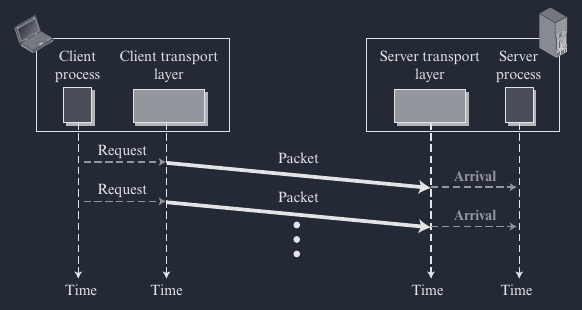 Client process
Client transport layer
Server transport layer
Server process
Request
Packet
Arrival
Request
Packet
Arrival
Time
Time
Time
Time